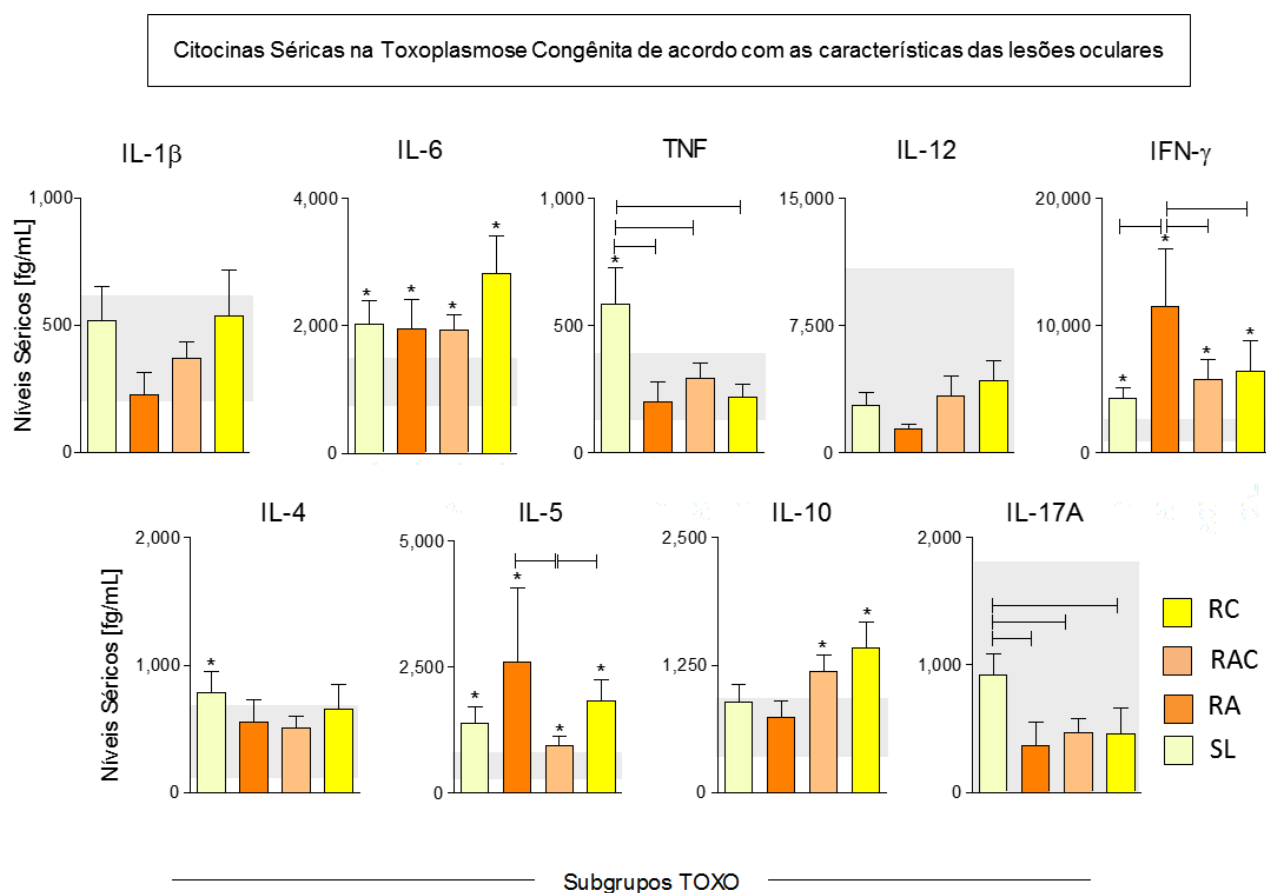 Citocinas Séricas na Toxoplasmose Congênita de acordo com as características das lesões oculares
IL-1β
IL-6
TNF
IL-12
IFN-γ
Níveis Séricos [fg/mL]
1,000
500
0
*
*
*
*
4,000
2,000
0
*
1,000
500
0
15,000
7,500
0
*
*
*
*
20,000
10,000
0
IL-4
IL-5
IL-10
IL-17A
Níveis Séricos [fg/mL]
*
2,000
1,000
0
*
*
*
*
5,000
2,500
0
*
*
2,500
1,250
0
2,000
1,000
0
RC
RAC
RA
SL
Subgrupos TOXO